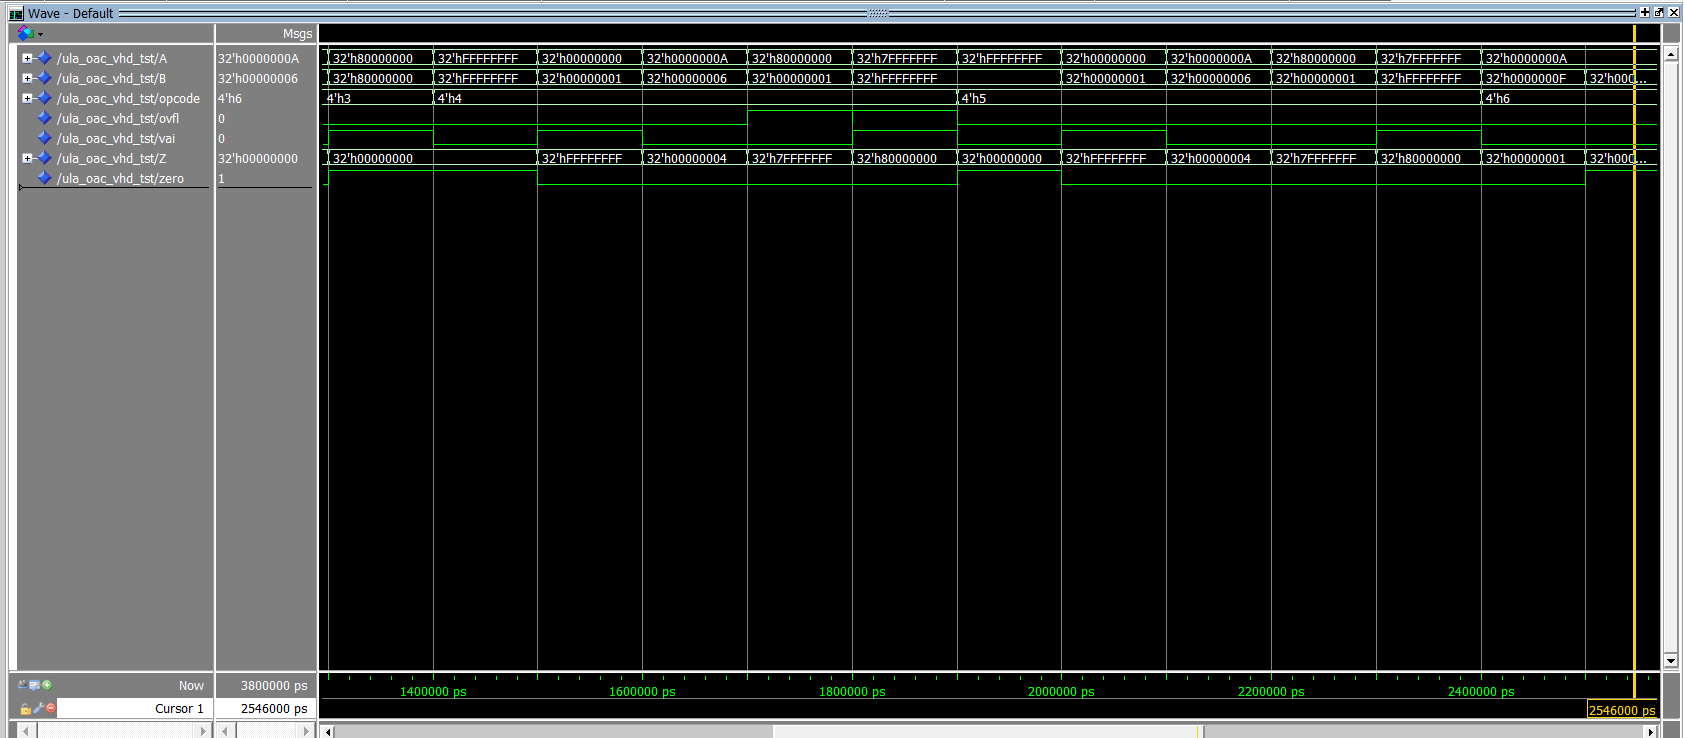 Wave - Default
Msgs
/ula_oac_vhd_tst/A 32'h0000000A 32'h80000000 32'hFFFFFFFF 32'h00000000 32'h0000000A 32'h80000000 32'h7FFFFFFF 32'hFFFFFFFF 32'h00000000 32'h0000000A 32'h80000000 32'h7FFFFFFF 32'h0000000A
/ula_oac_vhd_tst/B 32'h00000006 32'h80000000 32'hFFFFFFFF 32'h00000001 32'h00000006 32'h00000001 32'hFFFFFFFF 32'h00000001 32'h00000006 32'h00000001 32'hFFFFFFFF 32'h0000000F 32'h000...
/ula_oac_vhd_tst/opcode 4'h6 4'h3 4'h4 4'h5 4'h6
/ula_oac_vhd_tst/ovfl 0
/ula_oac_vhd_tst/vai 0
/ula_oac_vhd_tst/Z 32'h00000000 32'h00000000 32'hFFFFFFFF 32'h00000004 32'h7FFFFFFF 32'h80000000 32'h00000000 32'hFFFFFFFF 32'h00000004 32'h7FFFFFFF 32'h80000000 32'h00000001 32'h000...
/ula_oac_vhd_tst/zero 1
Now 3800000 ps 1400000 ps 1600000 ps 1800000 ps 2000000 ps 2200000 ps 2400000 ps
Cursor 1 2546000 ps 2546000 ps